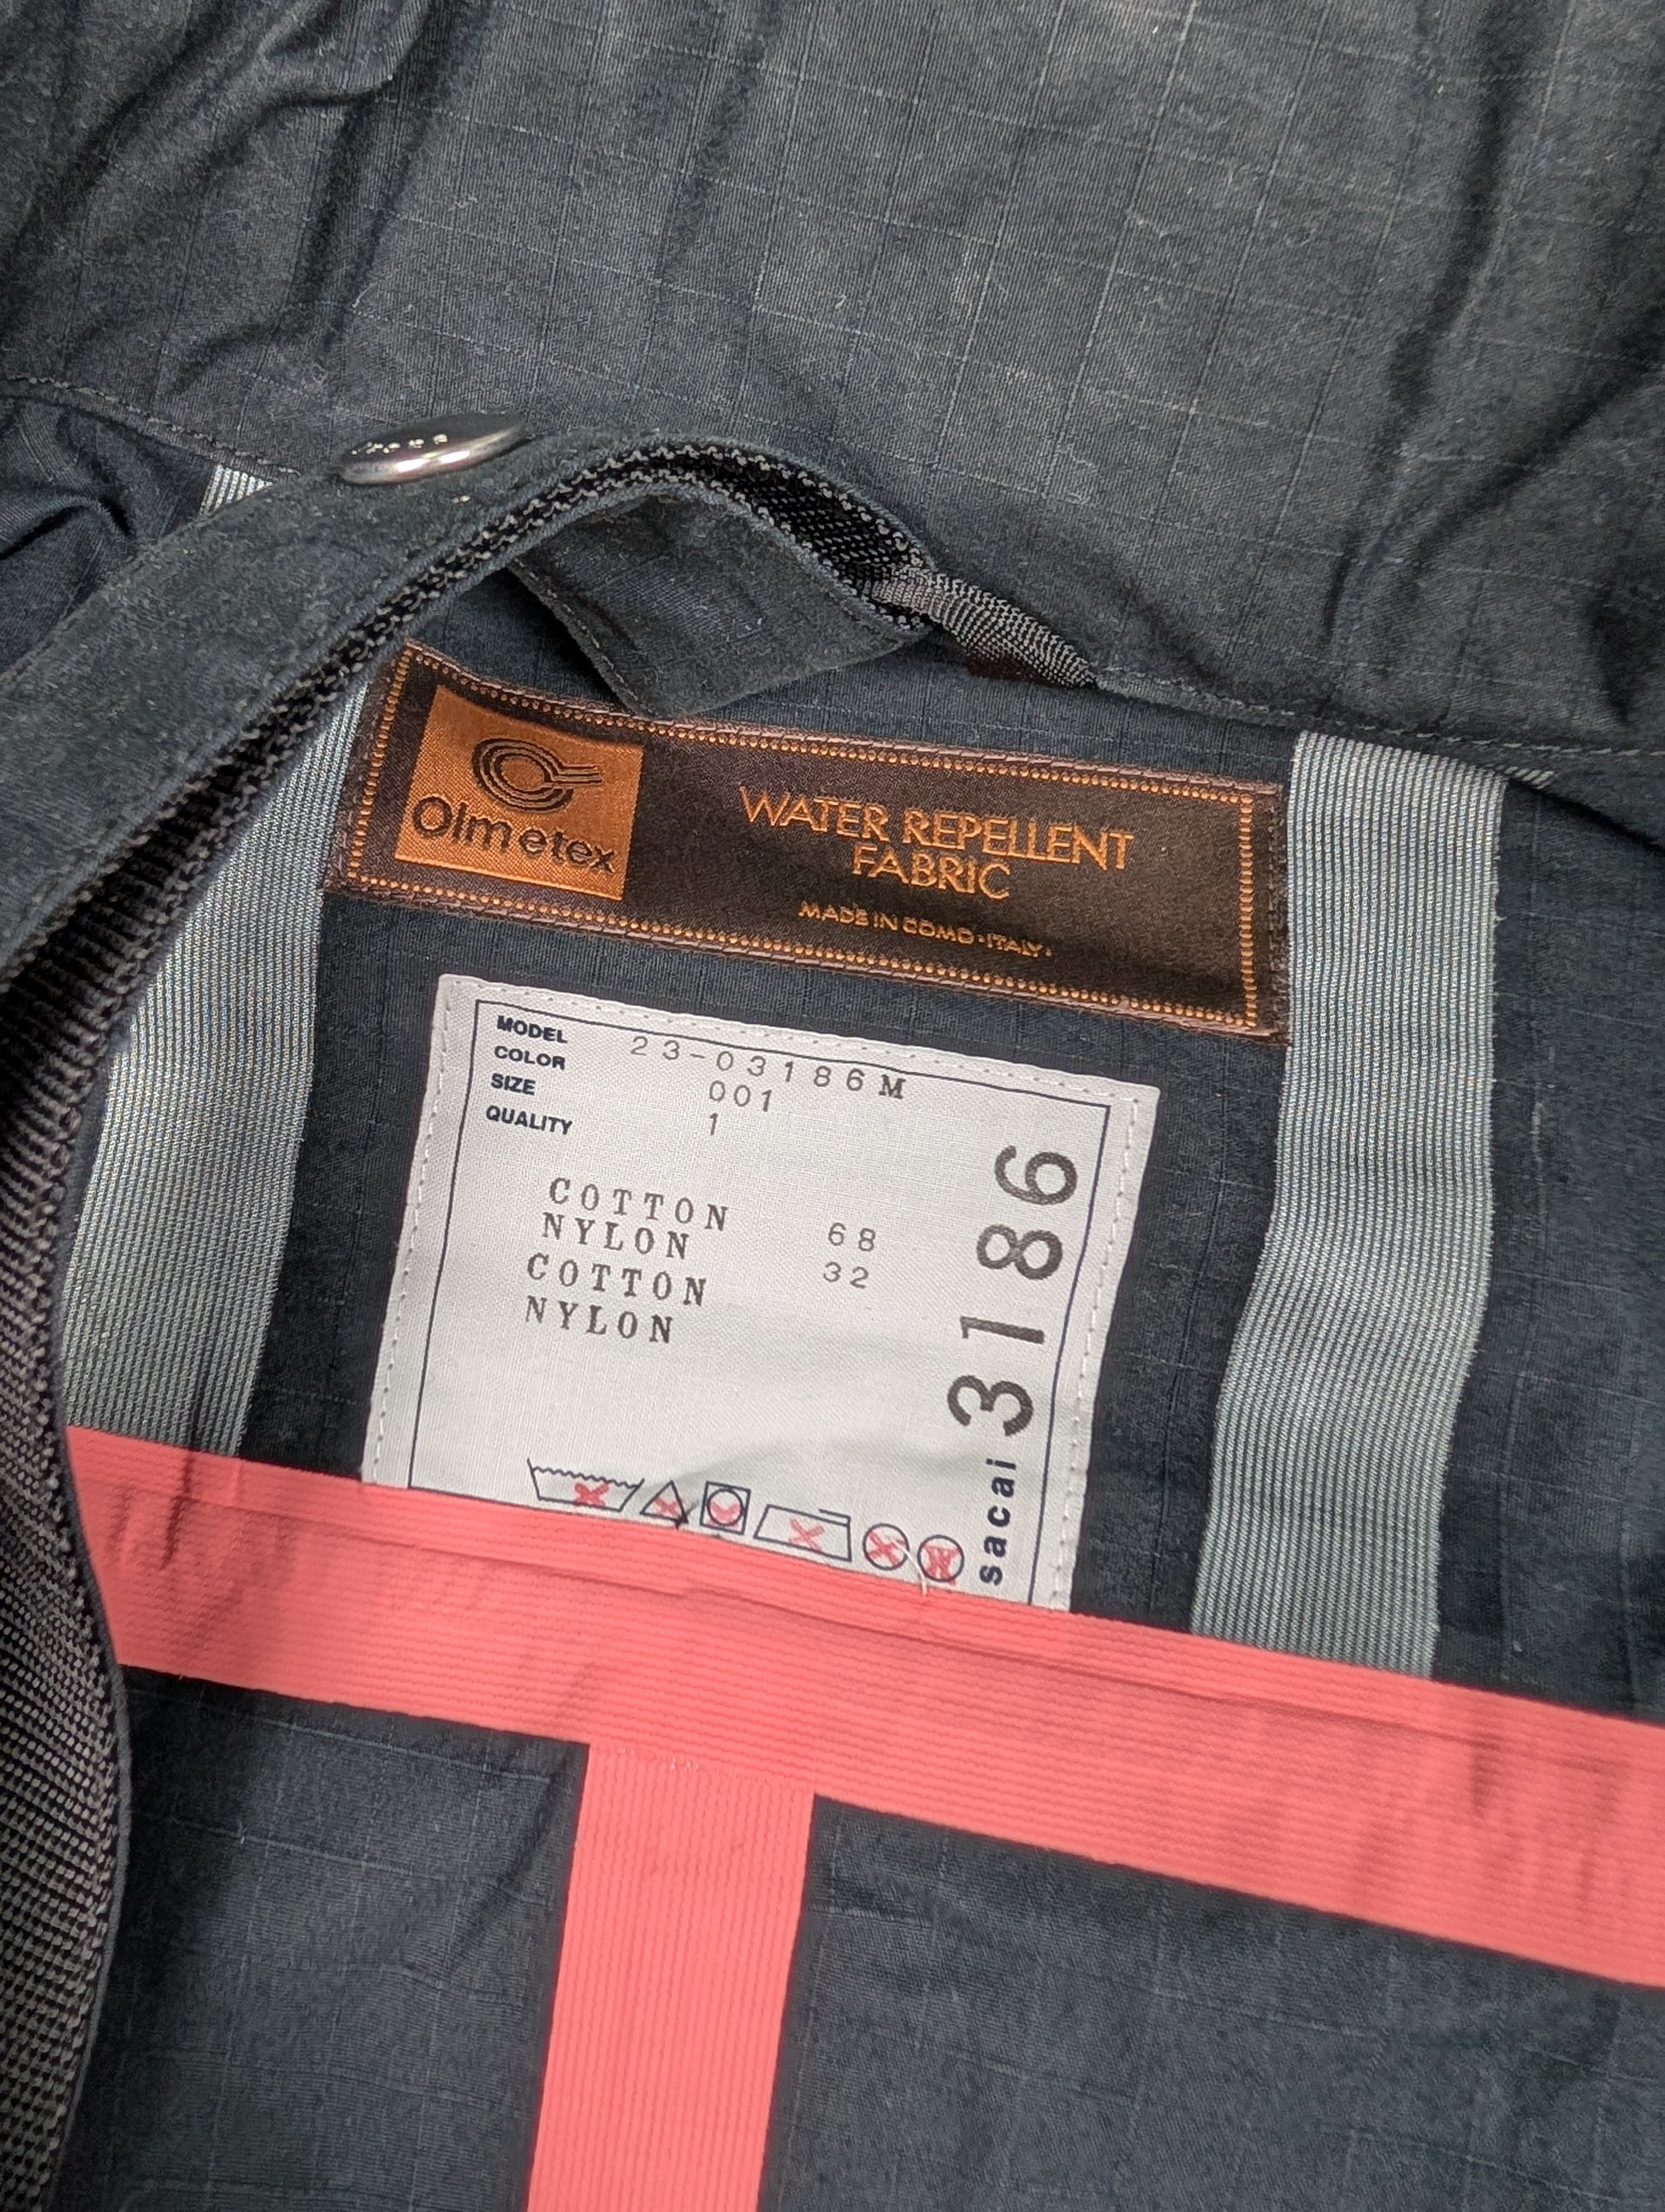 Olmetex
WATER REPELLENT
FABRIC
MADE IN COMO·ITALY·
MODEL 23-03186M
COLOR 001
SIZE 1
QUALITY
COTTON 68
NYLON 32
COTTON
NYLON
sacai 3186